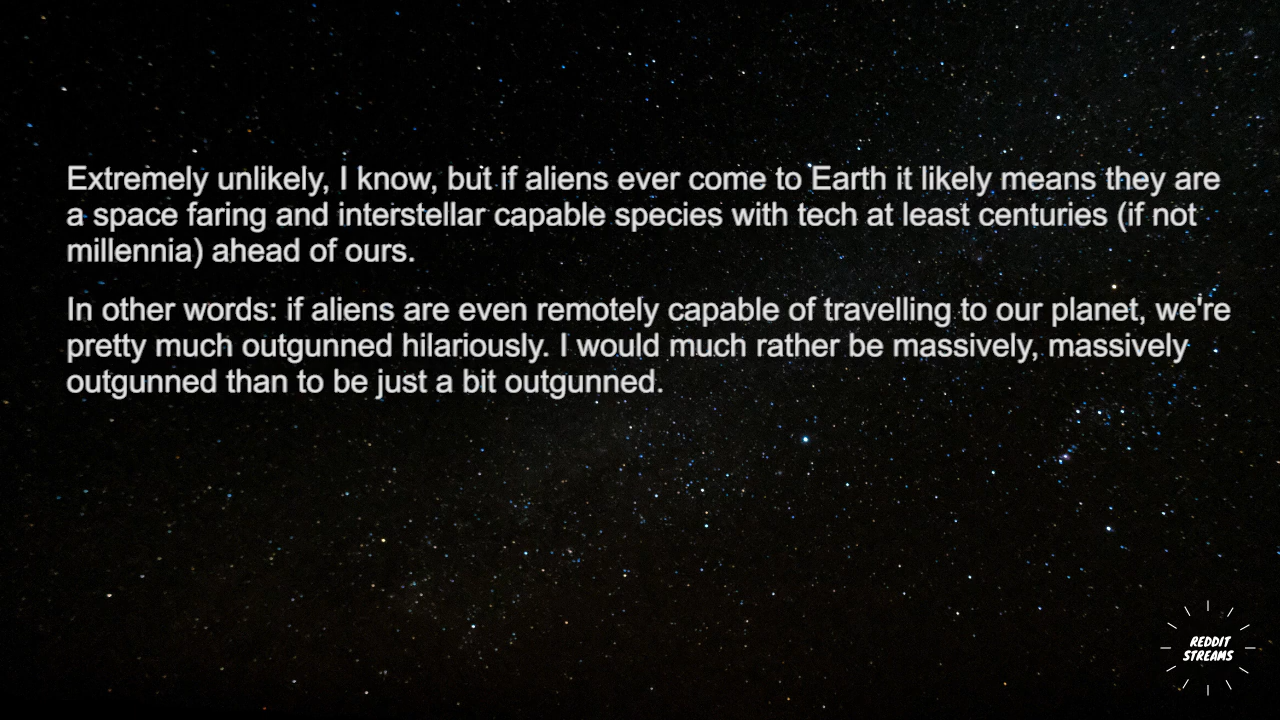 Extremely unlikely, I know, but if aliens ever come to Earth it likely means they are
a space faring and interstellar capable species with tech at least centuries (if not
millennia) ahead of ours.
In other words: if aliens are even remotely capable of travelling to our planet, we're
pretty much outgunned hilariously. I would much rather be massively, massively
outgunned than to be just a bit outgunned.
REDDIT
STREAMS